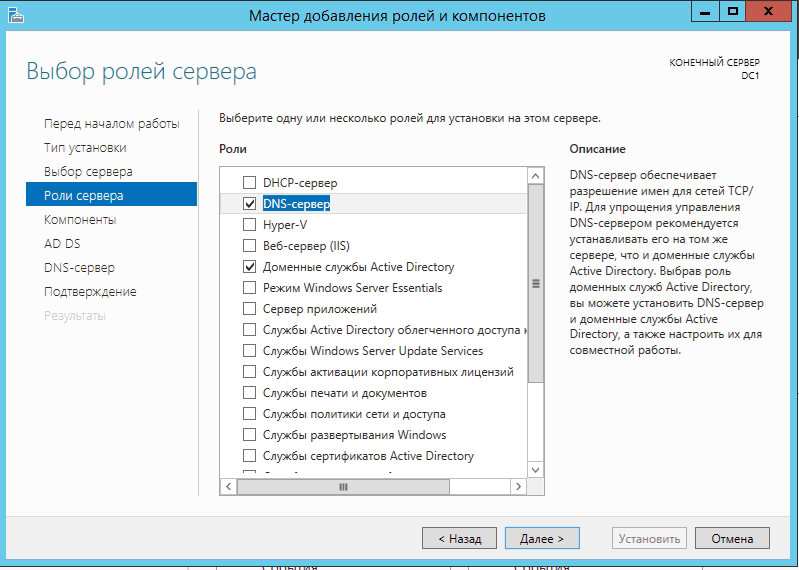 Мастер добавления ролей и компонентов
Выбор ролей сервера
КОНЕЧНЫЙ СЕРВЕР
DC1
Перед началом работы
Тип установки
Выбор сервера
Роли сервера
Компоненты
AD DS
DNS-сервер
Подтверждение
Результаты
Выберите одну или несколько ролей для установки на этом сервере.
Роли
DHCP-сервер
DNS-сервер
Hyper-V
Веб-сервер (IIS)
Доменные службы Active Directory
Режим Windows Server Essentials
Сервер приложений
Службы Active Directory облегченного доступа к
Службы Windows Server Update Services
Службы активации корпоративных лицензий
Службы печати и документов
Службы политики сети и доступа
Службы развертывания Windows
Службы сертификатов Active Directory
Описание
DNS-сервер обеспечивает
разрешение имен для сетей TCP/
IP. Для упрощения управления
DNS-сервером рекомендуется
устанавливать его на том же
сервере, что и доменные службы
Active Directory. Выбрав роль
доменных служб Active Directory,
вы можете установить DNS-сервер
и доменные службы Active
Directory, а также настроить их для
совместной работы.
< Назад
Далее >
Установить
Отмена